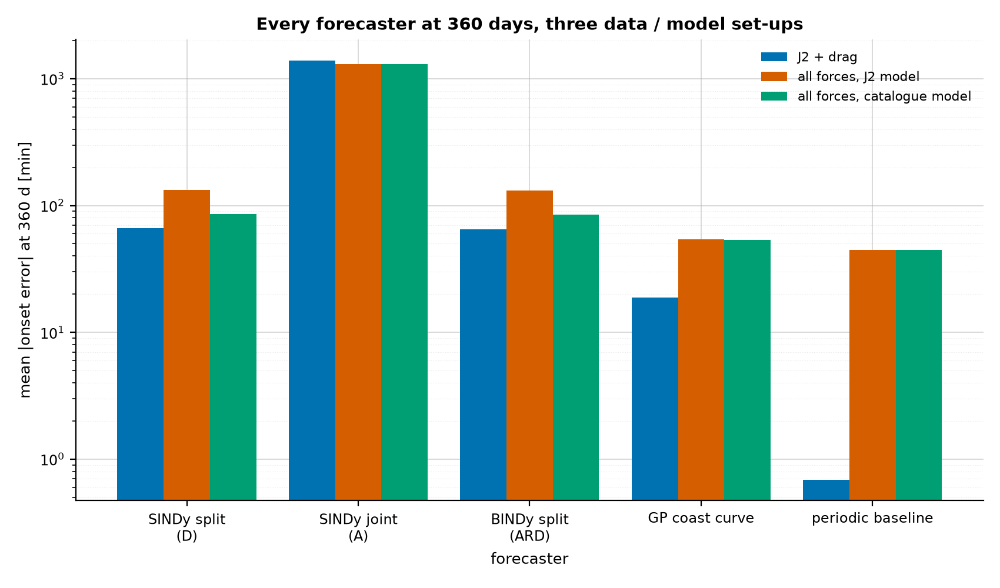 Every forecaster at 360 days, three data / model set-ups
J2 + drag
all forces, J2 model
all forces, catalogue model
mean |onset error| at 360 d [min]
10³
10²
10¹
10⁰
SINDy split
(D)
SINDy joint
(A)
BINDy split
(ARD)
GP coast curve
periodic baseline
forecaster